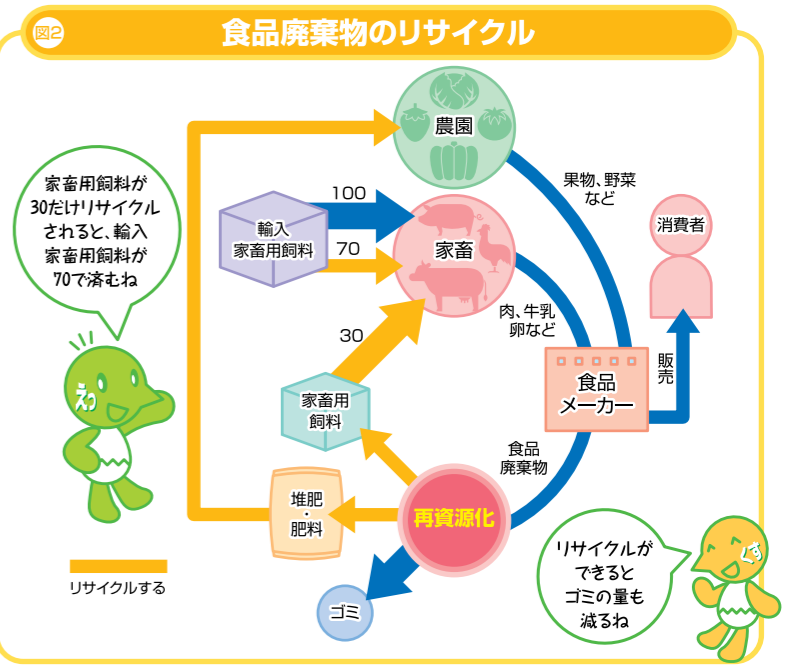 図2
食品廃棄物のリサイクル
農園
果物、野菜
など
家畜用飼料が
30だけリサイクル
されると、輸入
家畜用飼料が
70で済むね
100
輸入
家畜用飼料
70
家畜
消費者
肉、牛乳
卵など
30
販売
食品
メーカー
家畜用
飼料
えっ
食品
廃棄物
堆肥
・
肥料
再資源化
リサイクルする
ゴミ
リサイクルが
できると
ゴミの量も
減るね
くす